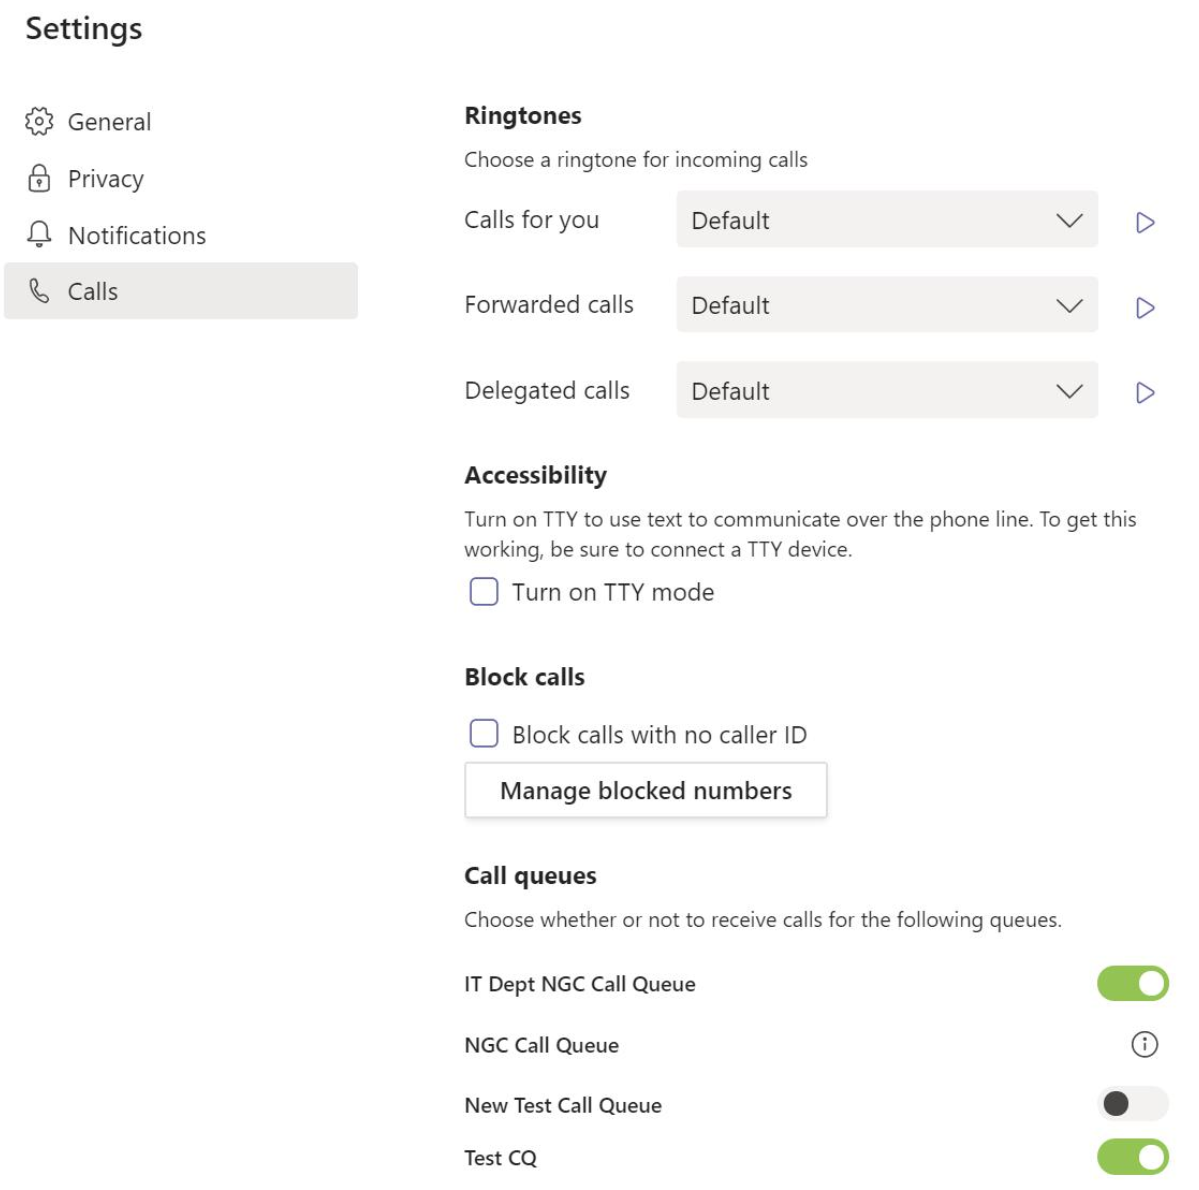 Settings
General
Privacy
Notifications
Calls
Ringtones
Choose a ringtone for incoming calls
Calls for you
Default
Forwarded calls
Default
Delegated calls
Default
Accessibility
Turn on TTY to use text to communicate over the phone line. To get this
working, be sure to connect a TTY device.
Turn on TTY mode
Block calls
Block calls with no caller ID
Manage blocked numbers
Call queues
Choose whether or not to receive calls for the following queues.
IT Dept NGC Call Queue
NGC Call Queue
New Test Call Queue
Test CQ